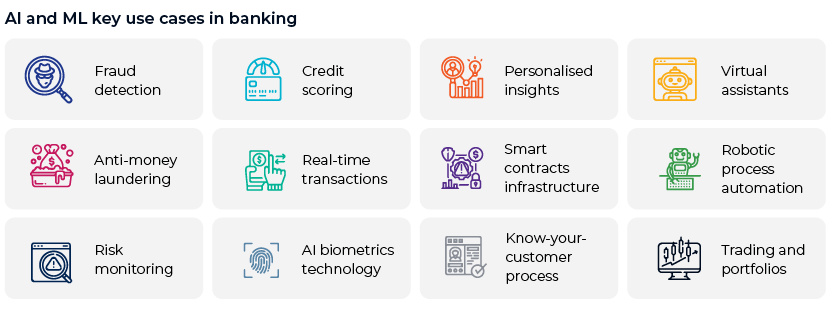 AI and ML key use cases in banking
Fraud
detection
Credit
scoring
Personalised
insights
Virtual
assistants
Anti-money
laundering
Real-time
transactions
Smart
contracts
infrastructure
Robotic
process
automation
Risk
monitoring
AI biometrics
technology
Know-your-
customer
process
Trading and
portfolios